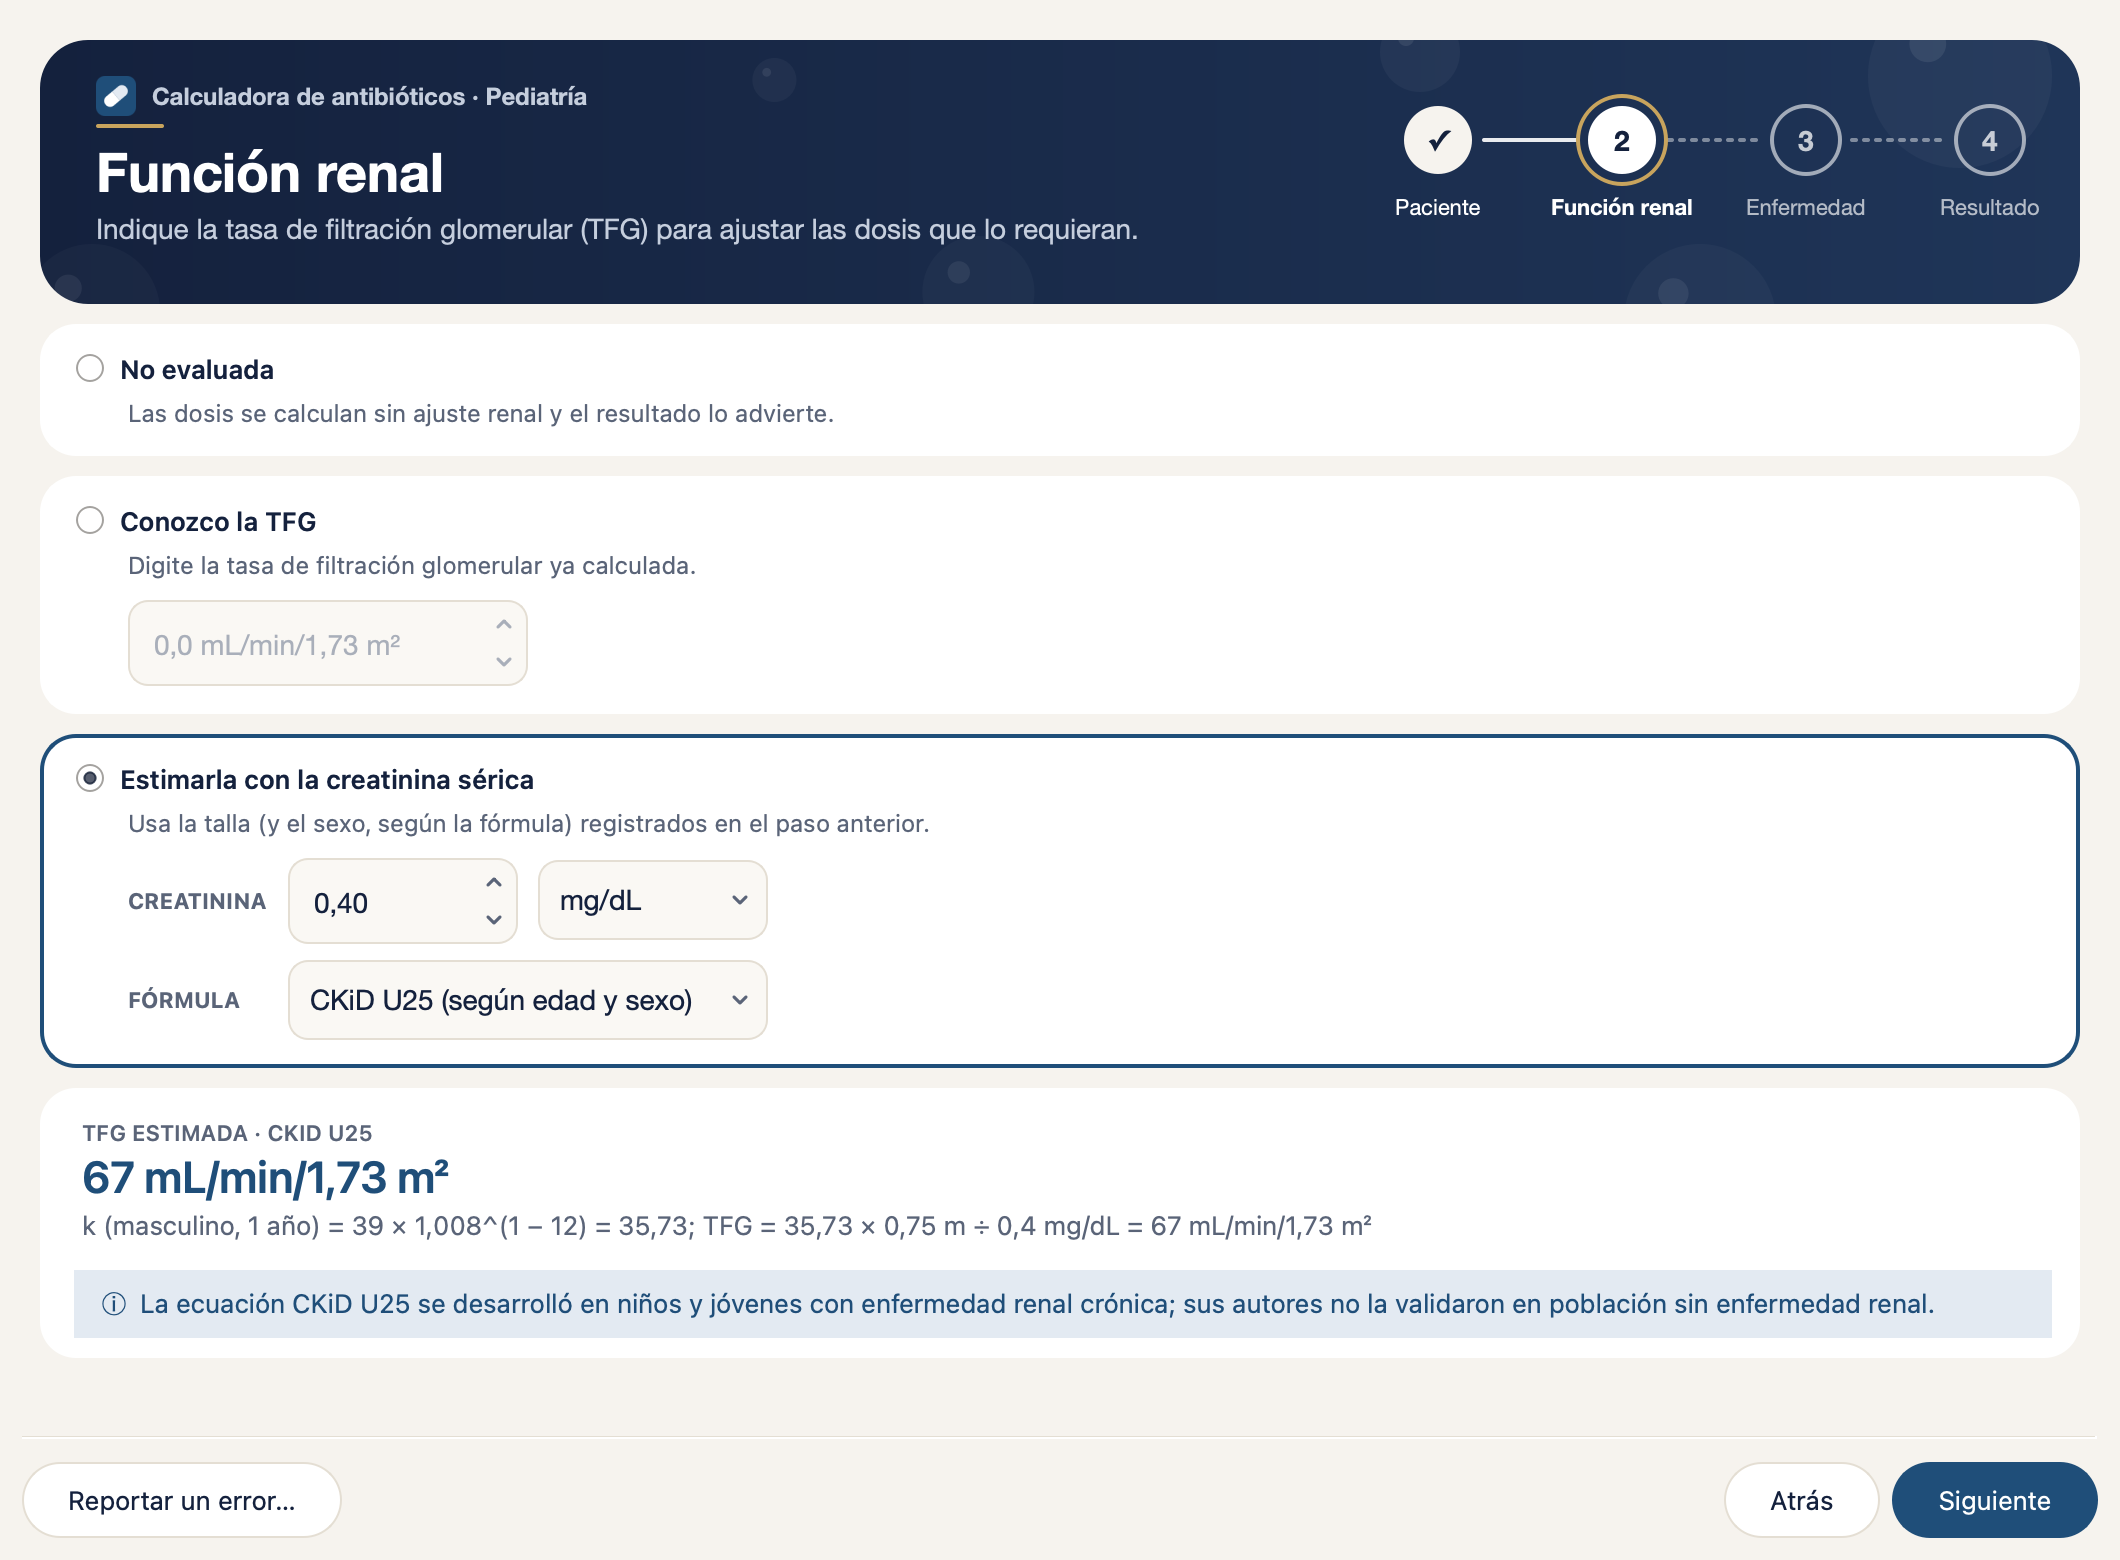 Calculadora de antibióticos · Pediatría
Función renal
Indique la tasa de filtración glomerular (TFG) para ajustar las dosis que lo requieran.
✓ 2 3 4
Paciente Función renal Enfermedad Resultado
No evaluada
Las dosis se calculan sin ajuste renal y el resultado lo advierte.
Conozco la TFG
Digite la tasa de filtración glomerular ya calculada.
0,0 mL/min/1,73 m²
Estimarla con la creatinina sérica
Usa la talla (y el sexo, según la fórmula) registrados en el paso anterior.
CREATININA 0,40 mg/dL
FÓRMULA CKiD U25 (según edad y sexo)
TFG ESTIMADA · CKID U25
67 mL/min/1,73 m²
k (masculino, 1 año) = 39 × 1,008^(1 – 12) = 35,73; TFG = 35,73 × 0,75 m ÷ 0,4 mg/dL = 67 mL/min/1,73 m²
ⓘ La ecuación CKiD U25 se desarrolló en niños y jóvenes con enfermedad renal crónica; sus autores no la validaron en población sin enfermedad renal.
Reportar un error... Atrás Siguiente